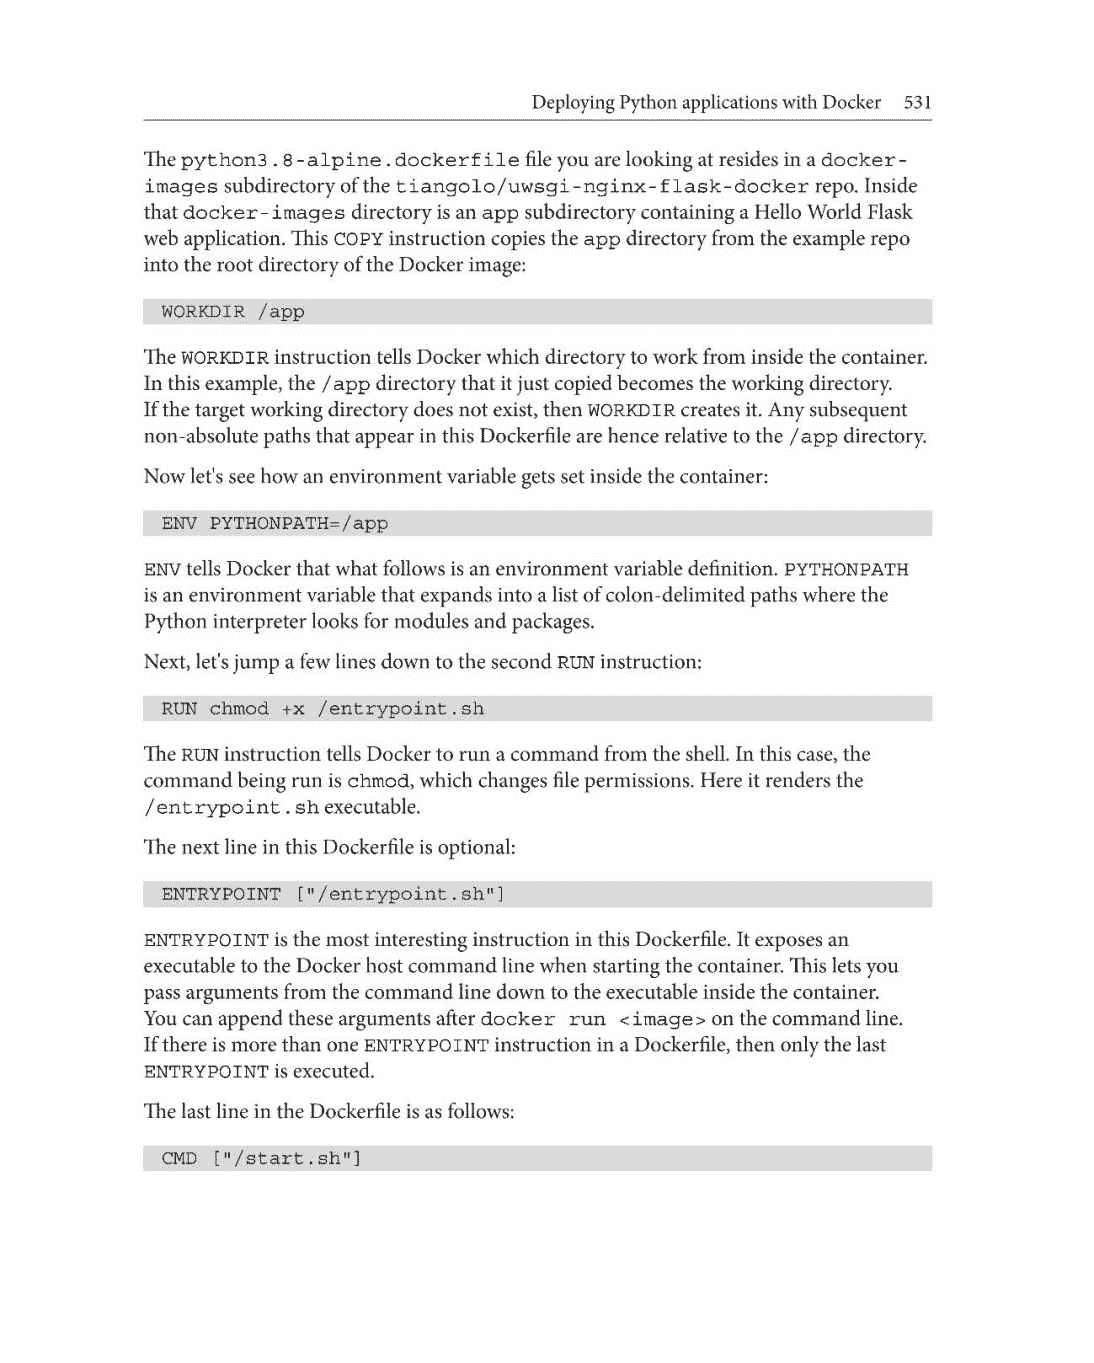 Deploying Python applications with Docker 531
The python3.8-alpine.dockerfile file you are looking at resides in a docker-
images subdirectory of the tiangolo/uwsgi-nginx-flask-docker repo. Inside
that docker-images directory is an app subdirectory containing a Hello World Flask
web application. This COPY instruction copies the app directory from the example repo
into the root directory of the Docker image:
WORKDIR /app
The WORKDIR instruction tells Docker which directory to work from inside the container.
In this example, the /app directory that it just copied becomes the working directory.
If the target working directory does not exist, then WORKDIR creates it. Any subsequent
non-absolute paths that appear in this Dockerfile are hence relative to the /app directory.
Now let's see how an environment variable gets set inside the container:
ENV PYTHONPATH=/app
ENV tells Docker that what follows is an environment variable definition. PYTHONPATH
is an environment variable that expands into a list of colon-delimited paths where the
Python interpreter looks for modules and packages.
Next, let's jump a few lines down to the second RUN instruction:
RUN chmod +x /entrypoint.sh
The RUN instruction tells Docker to run a command from the shell. In this case, the
command being run is chmod, which changes file permissions. Here it renders the
/entrypoint.sh executable.
The next line in this Dockerfile is optional:
ENTRYPOINT ["/entrypoint.sh"]
ENTRYPOINT is the most interesting instruction in this Dockerfile. It exposes an
executable to the Docker host command line when starting the container. This lets you
pass arguments from the command line down to the executable inside the container.
You can append these arguments after docker run <image> on the command line.
If there is more than one ENTRYPOINT instruction in a Dockerfile, then only the last
ENTRYPOINT is executed.
The last line in the Dockerfile is as follows:
CMD ["/start.sh"]